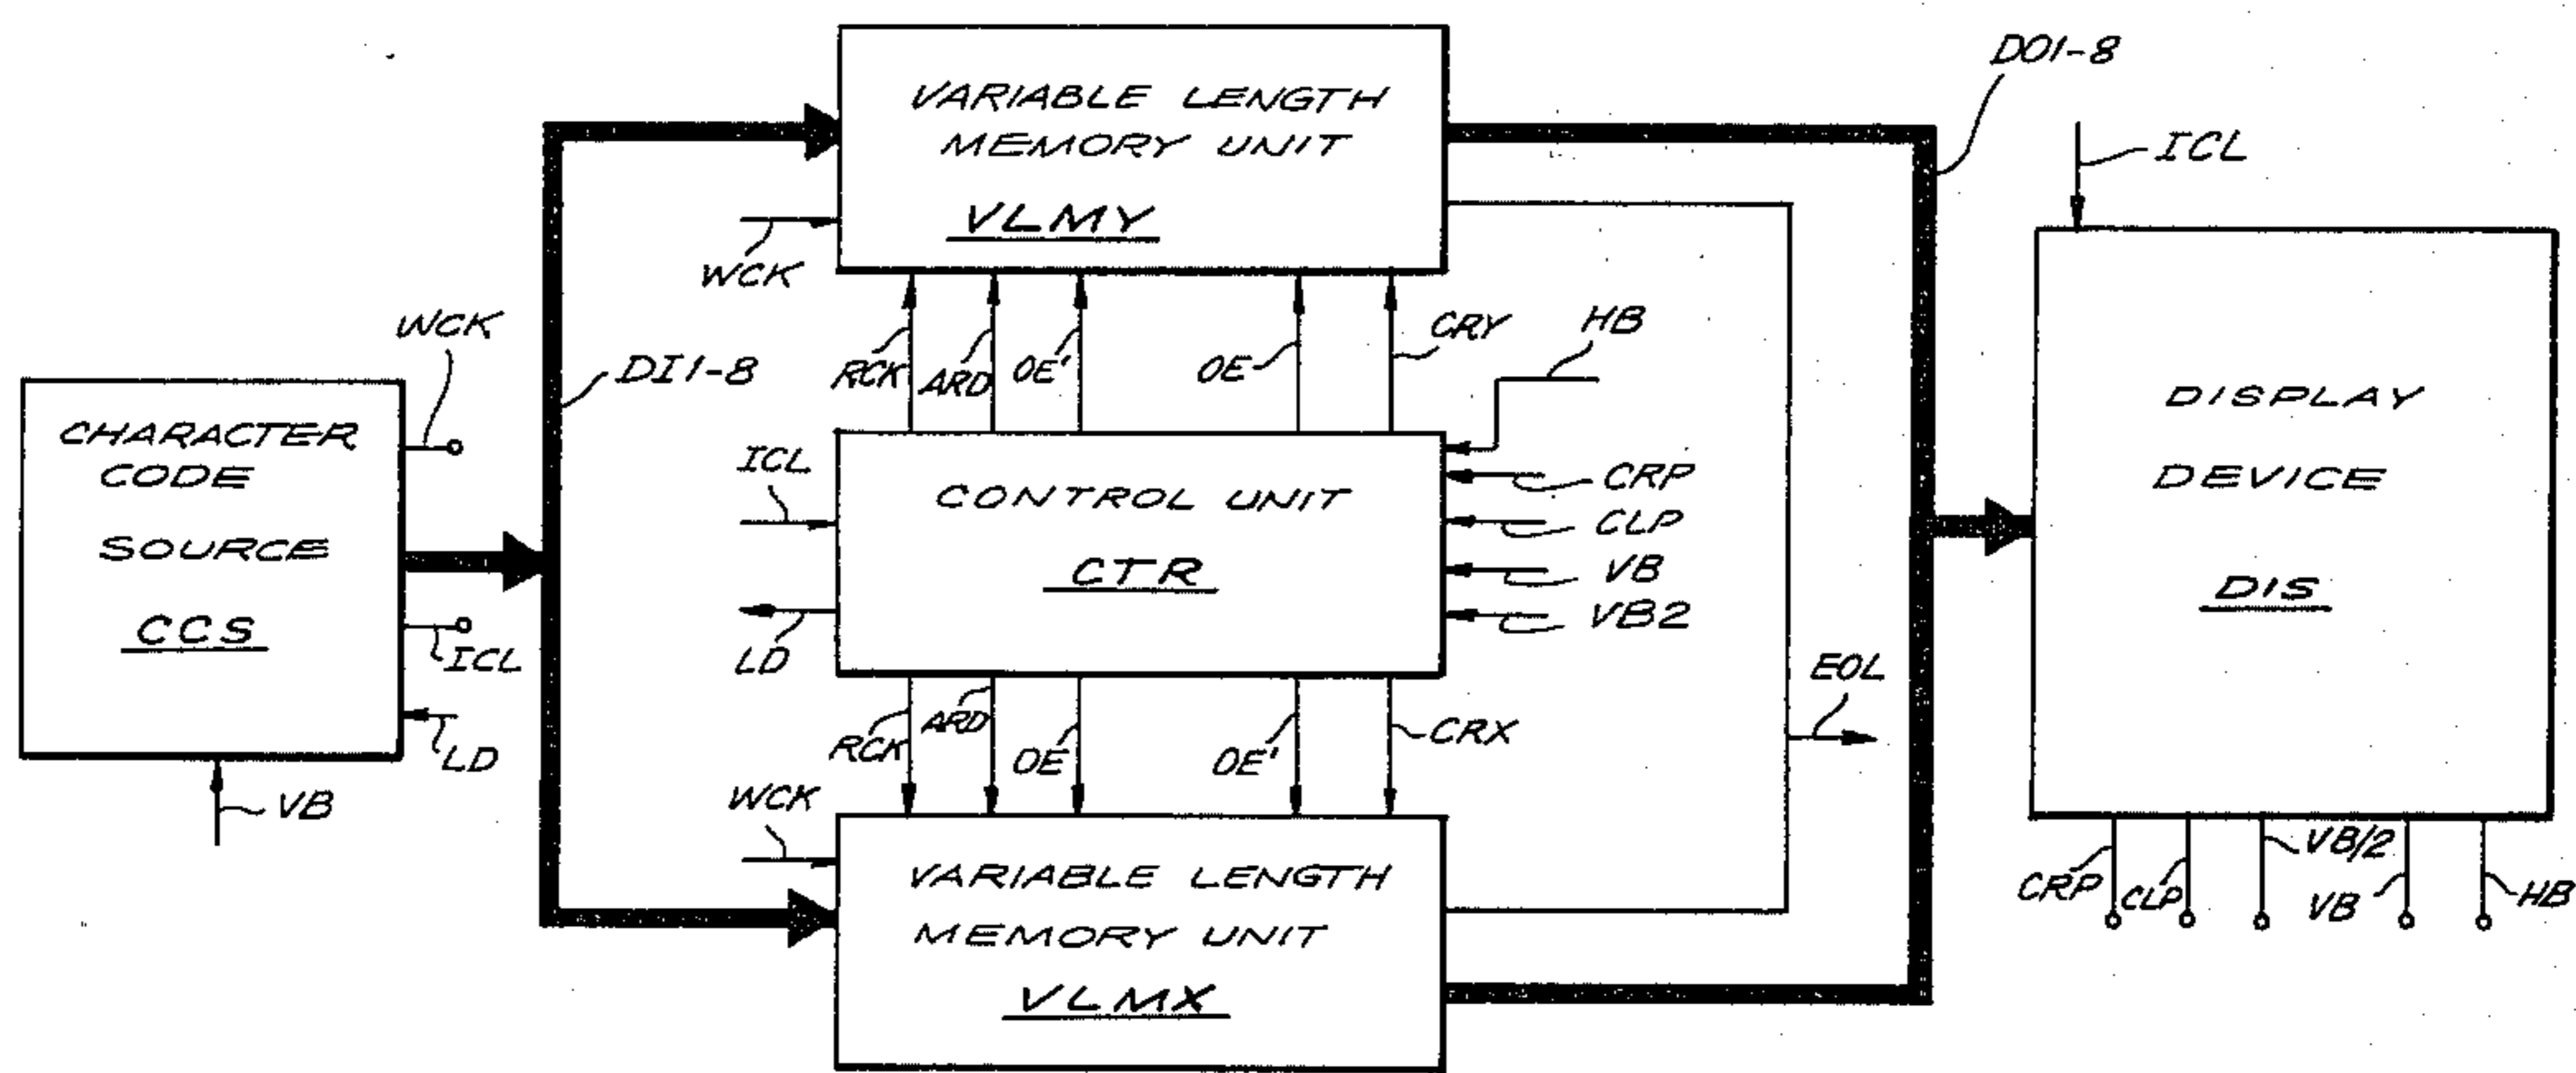 VARIABLE LENGTH
MEMORY UNIT
VLMY
WCK
DO1-8
ICL
WCK
DI1-8
RCK
ARD
OE'
OE
CRY
HB
CHARACTER
CODE
SOURCE
CCS
ICL
LD
VB
ICL
LD
CONTROL UNIT
CTR
CRP
CLP
VB
VB2
DISPLAY
DEVICE
DIS
RCK
ARD
OE
OE'
CRX
EOL
WCK
VARIABLE LENGTH
MEMORY UNIT
VLMX
CRP
CLP
VB/2
VB
HB